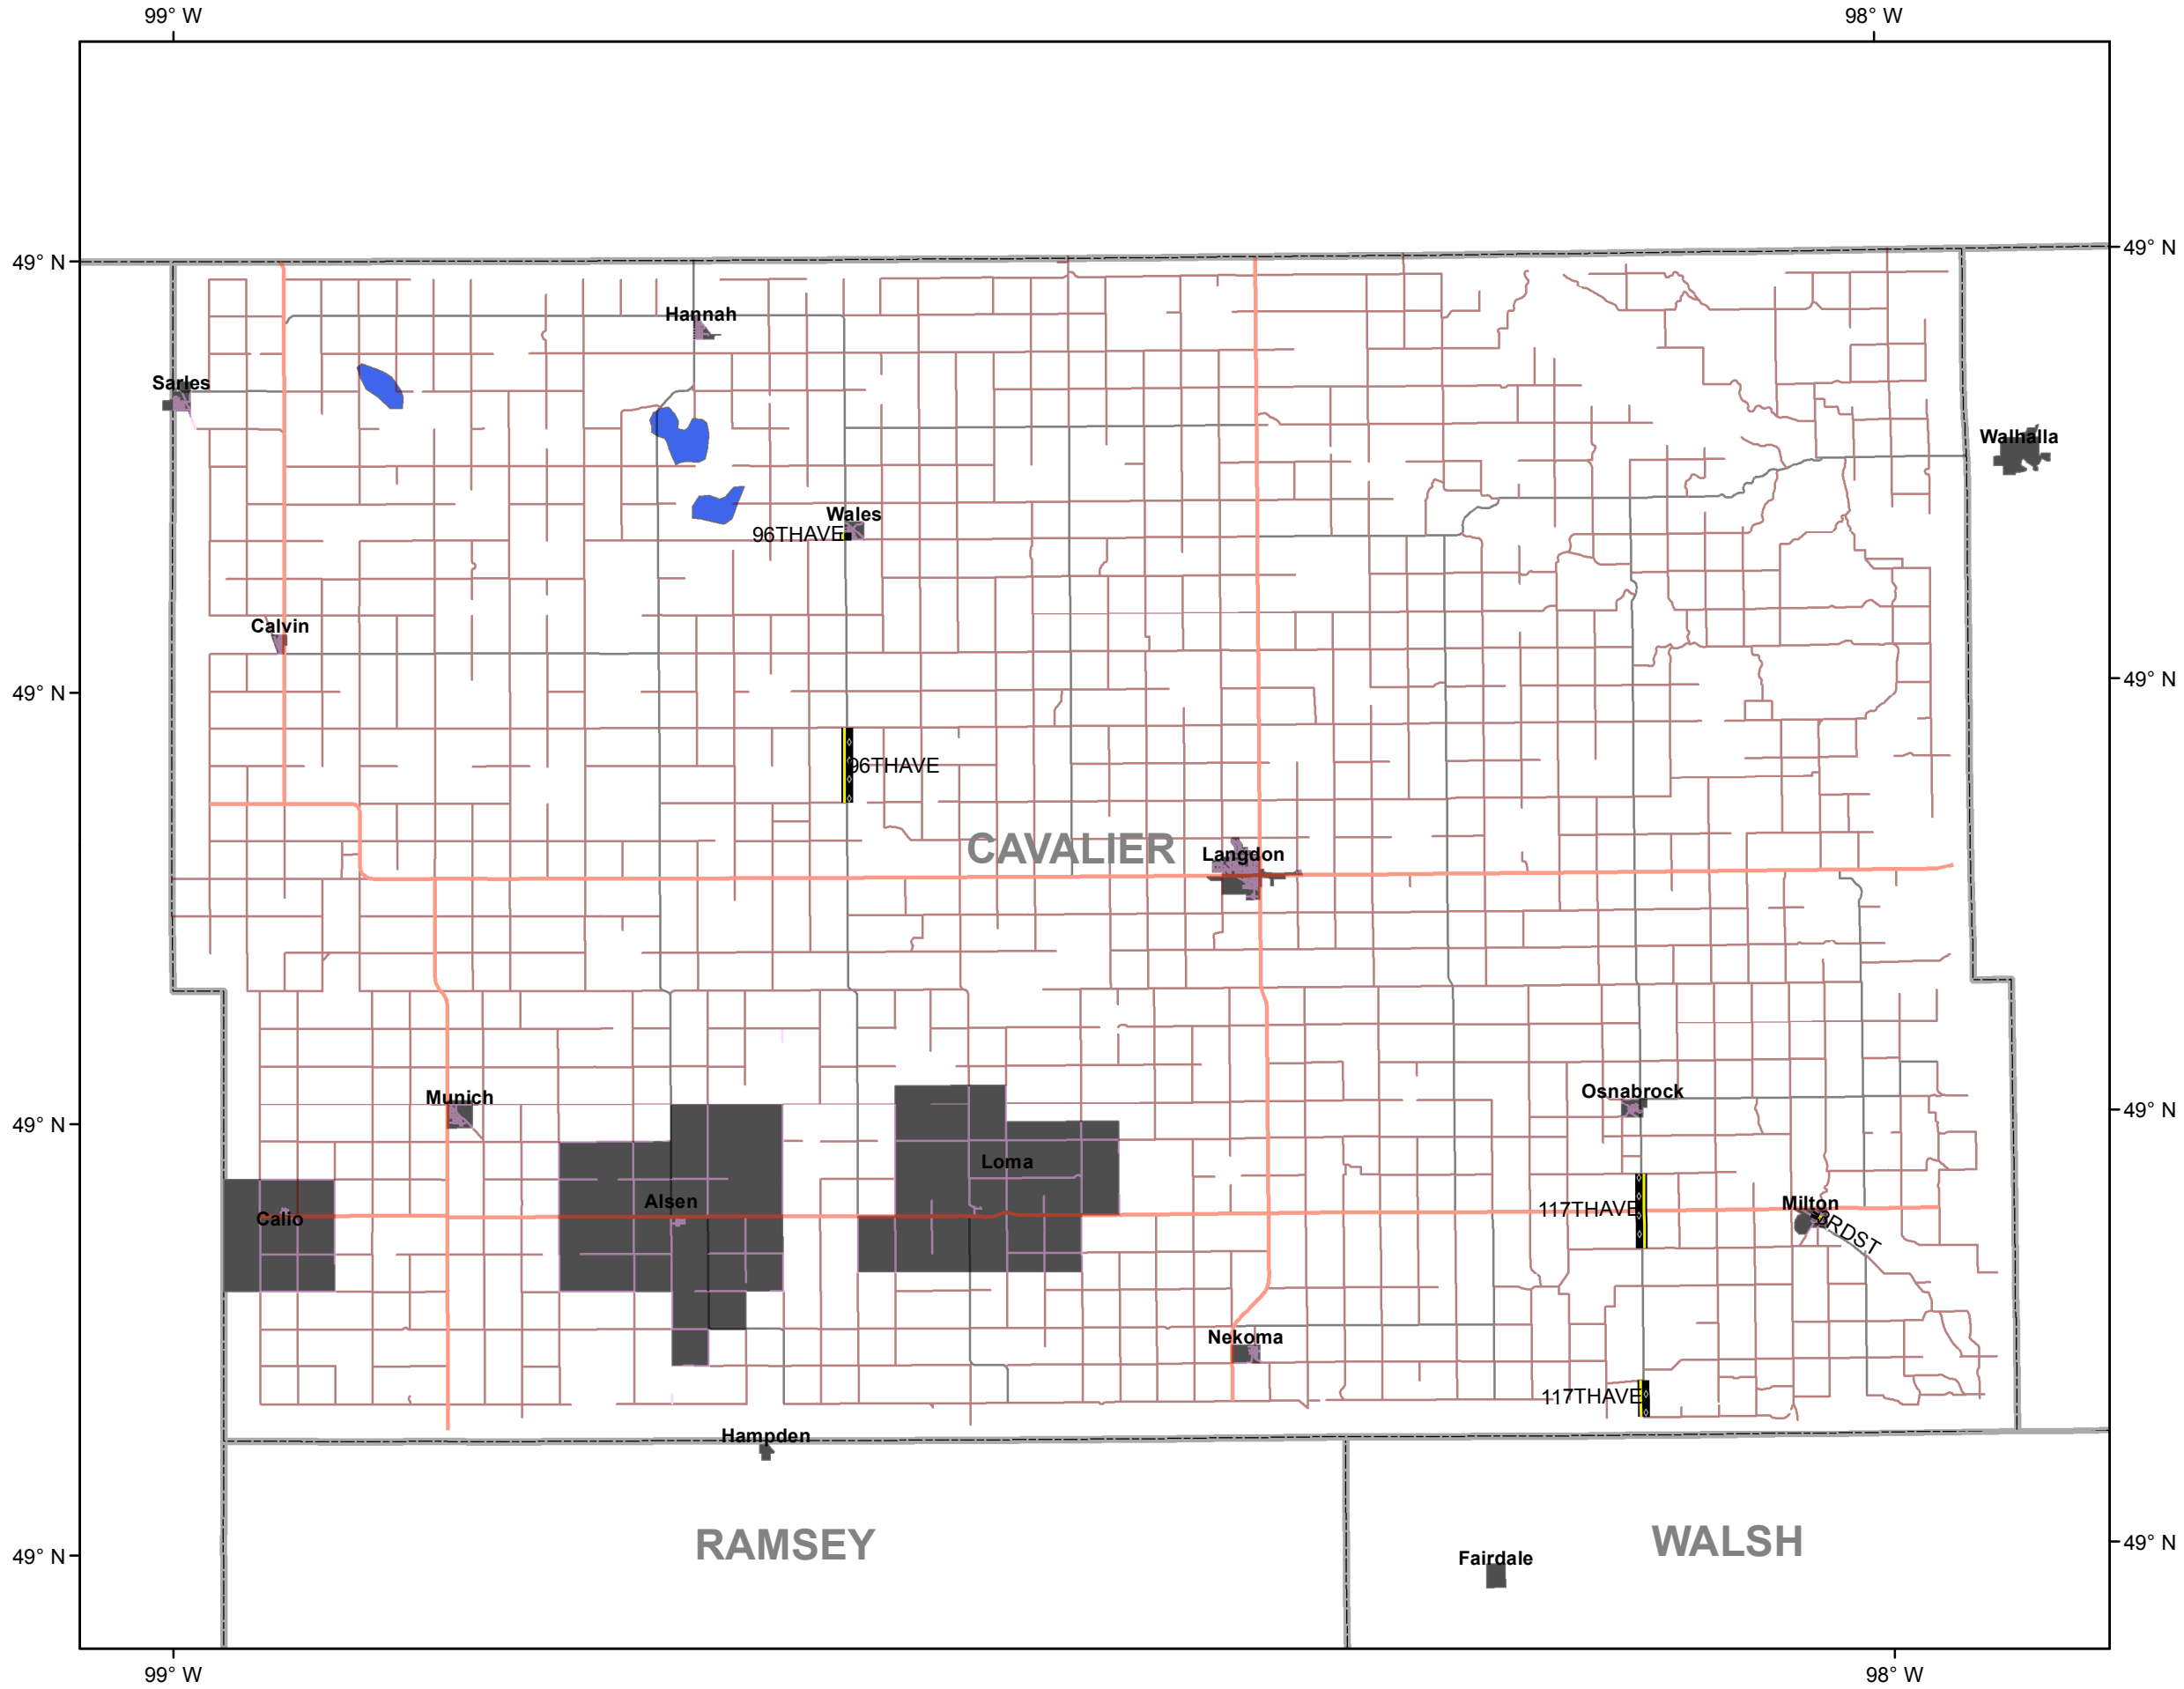 99° W
98° W
49° N
49° N
Hannah
Sarles
Walhalla
Wales
96THAVE
Calvin
49° N
49° N
96THAVE
CAVALIER
Langdon
Munich
Osnabrock
49° N
49° N
Loma
Alsen
Calio
117THAVE
Milton
3RDST
Nekoma
117THAVE
Hampden
RAMSEY
WALSH
Fairdale
49° N
49° N
99° W
98° W